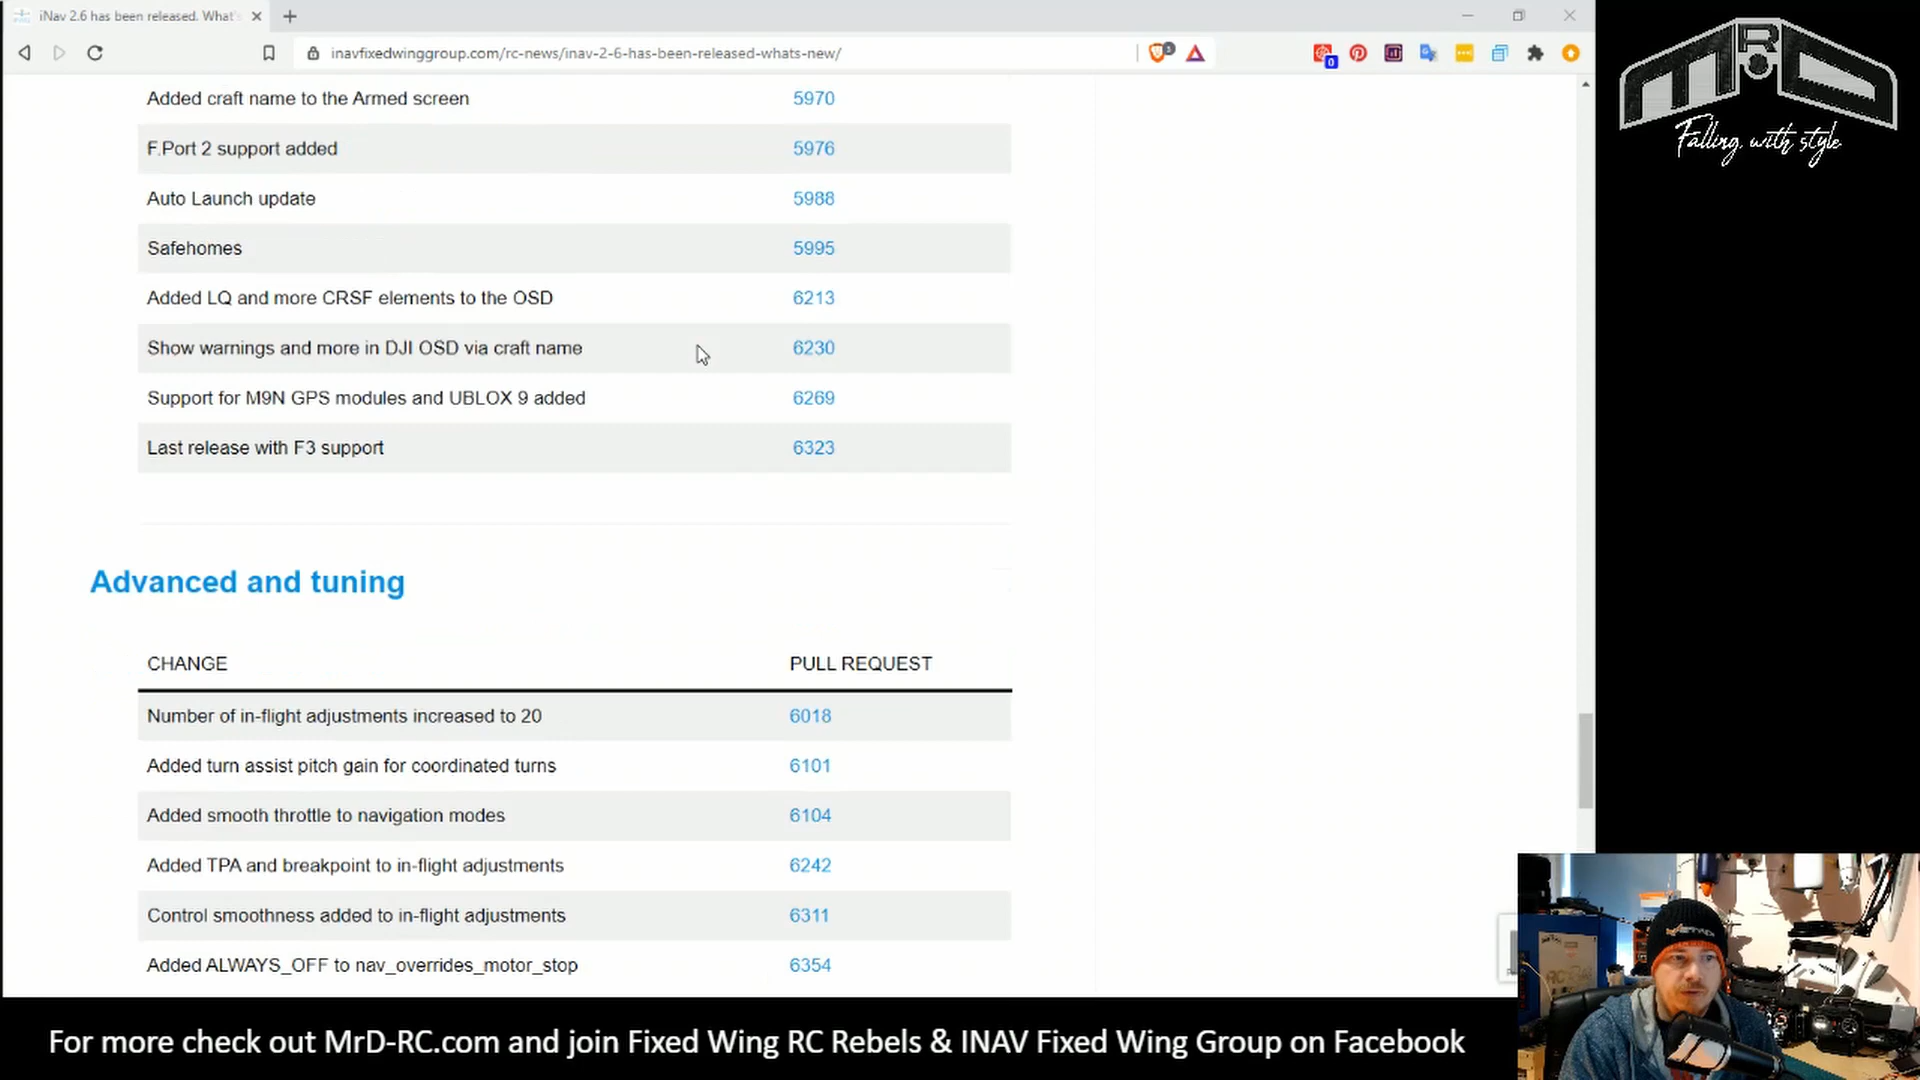 iNav 2.6 has been released. What's
inavfixedwinggroup.com/rc-news/inav-2-6-has-been-released-whats-new/
1
0
MRD
Falling with style
Added craft name to the Armed screen 5970
F.Port 2 support added 5976
Auto Launch update 5988
Safehomes 5995
Added LQ and more CRSF elements to the OSD 6213
Show warnings and more in DJI OSD via craft name 6230
Support for M9N GPS modules and UBLOX 9 added 6269
Last release with F3 support 6323
Advanced and tuning
CHANGE PULL REQUEST
Number of in-flight adjustments increased to 20 6018
Added turn assist pitch gain for coordinated turns 6101
Added smooth throttle to navigation modes 6104
Added TPA and breakpoint to in-flight adjustments 6242
Control smoothness added to in-flight adjustments 6311
Added ALWAYS_OFF to nav_overrides_motor_stop 6354
For more check out MrD-RC.com and join Fixed Wing RC Rebels & INAV Fixed Wing Group on Facebook